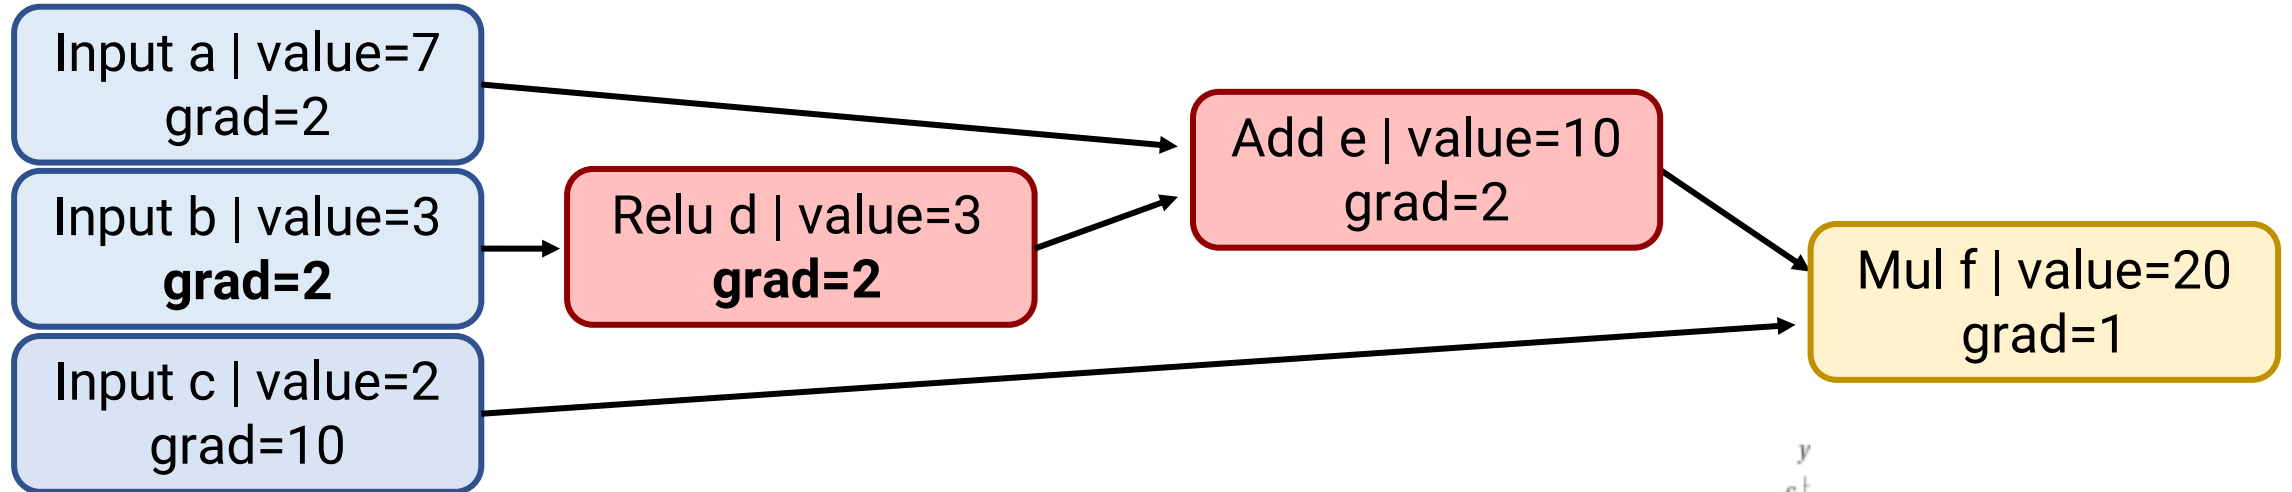 Input a | value=7
grad=2
Input b | value=3
grad=2
Input c | value=2
grad=10
Relu d | value=3
grad=2
Add e | value=10
grad=2
Mul f | value=20
grad=1
y